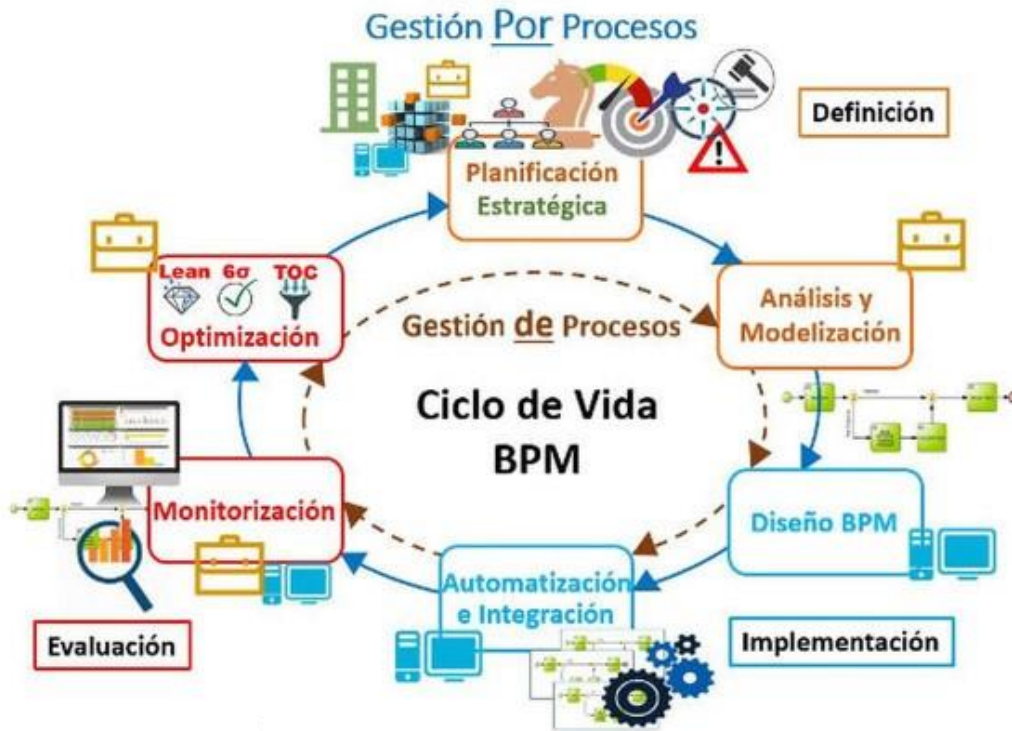 Gestión Por Procesos
Definición
Planificación
Estratégica
Lean 6σ TOC
Optimización
Análisis y
Modelización
Gestión de Procesos
Ciclo de Vida
BPM
Monitorización
Diseño BPM
Automatización
e Integración
Evaluación
Implementación